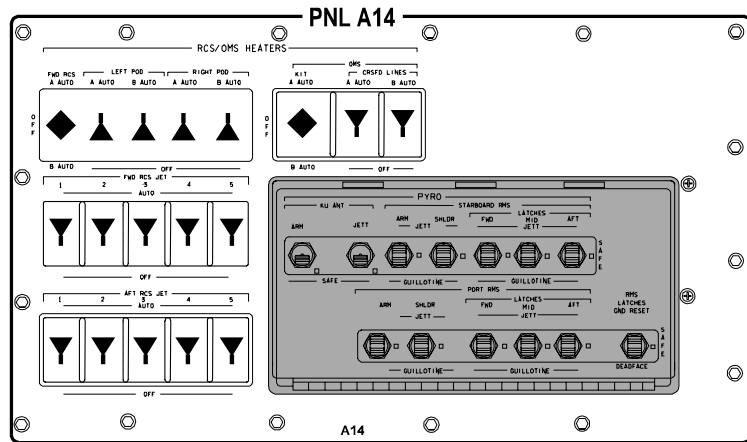 PNL A14
RCS/OMS HEATERS
FWD RCS
A AUTO
LEFT POD
A AUTO B AUTO
RIGHT POD
A AUTO B AUTO
OFF
B AUTO
OFF
OMS
KIT
A AUTO
CRSFD LINES
A AUTO B AUTO
OFF
B AUTO
OFF
FWD RCS JET
1 2 3 4 5
AUTO
OFF
AFT RCS JET
1 2 3 4 5
AUTO
OFF
PYRO
KU ANT
ARM JETT
SAFE
STARBOARD RMS
ARM SHLDR
JETT
GUILLOTINE
LATCHES
FWD MID AFT
JETT
GUILLOTINE
SAFE
PORT RMS
ARM SHLDR
JETT
GUILLOTINE
LATCHES
FWD MID AFT
JETT
GUILLOTINE
RMS
LATCHES
GND RESET
SAFE
DEADFACE
A14